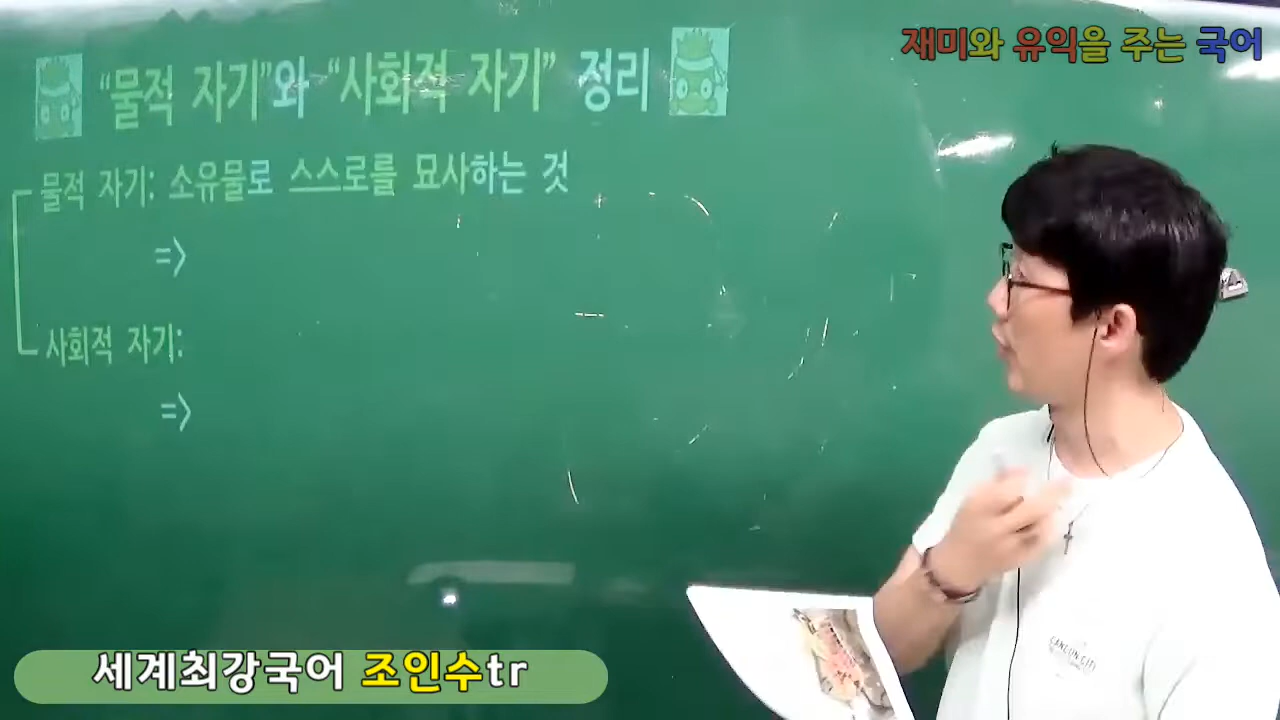 재미와 유익을 주는 국어
“물적 자기”와 “사회적 자기” 정리
물적 자기: 소유물로 스스로를 묘사하는 것
=>
사회적 자기:
=>
CANCUN CITY
세계최강국어 조인수tr